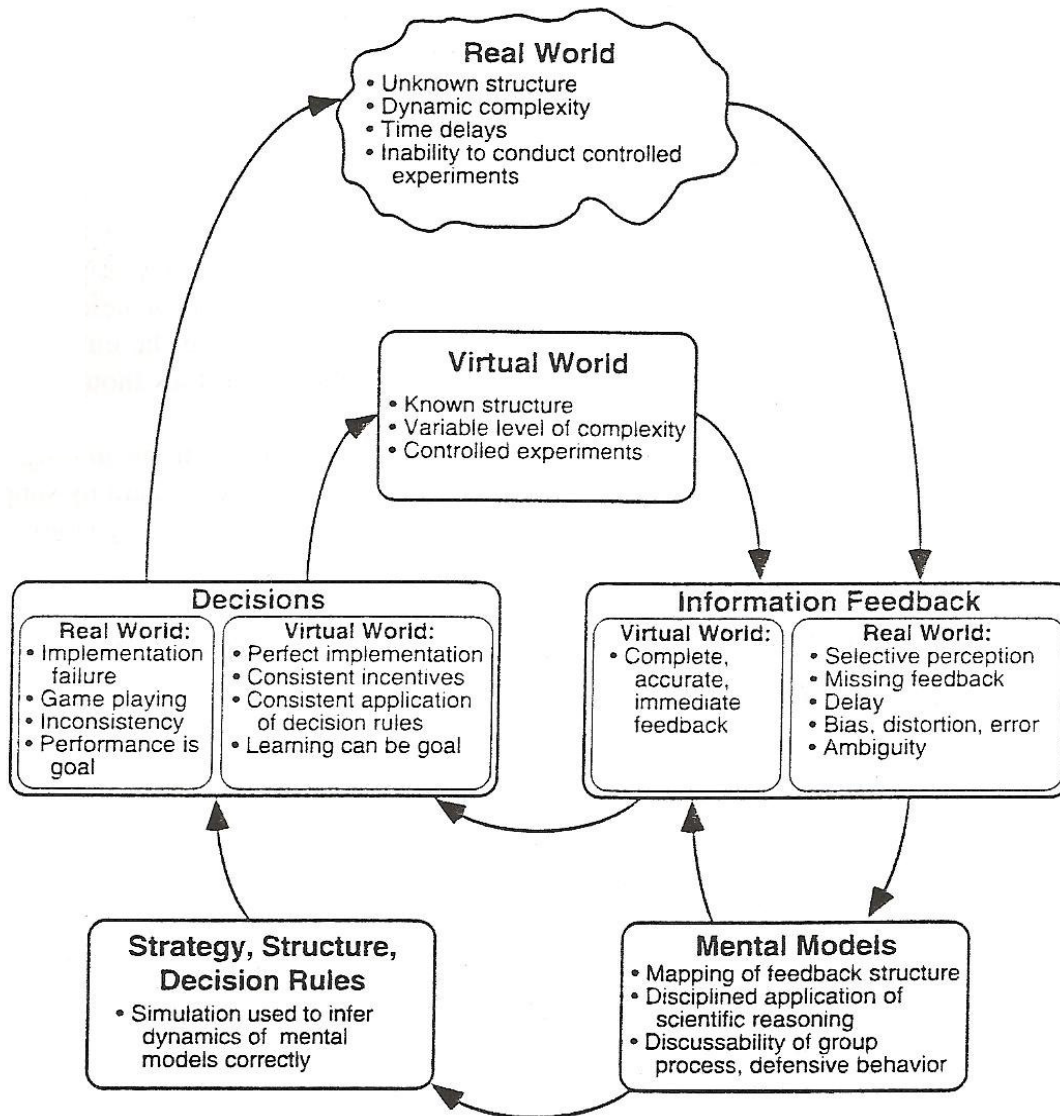 Real World
• Unknown structure
• Dynamic complexity
• Time delays
• Inability to conduct controlled
experiments
Virtual World
• Known structure
• Variable level of complexity
• Controlled experiments
Decisions
Real World:
• Implementation
failure
• Game playing
• Inconsistency
• Performance is
goal
Virtual World:
• Perfect implementation
• Consistent incentives
• Consistent application
of decision rules
• Learning can be goal
Information Feedback
Virtual World:
• Complete,
accurate,
immediate
feedback
Real World:
• Selective perception
• Missing feedback
• Delay
• Bias, distortion, error
• Ambiguity
Strategy, Structure,
Decision Rules
• Simulation used to infer
dynamics of mental
models correctly
Mental Models
• Mapping of feedback structure
• Disciplined application of
scientific reasoning
• Discussability of group
process, defensive behavior